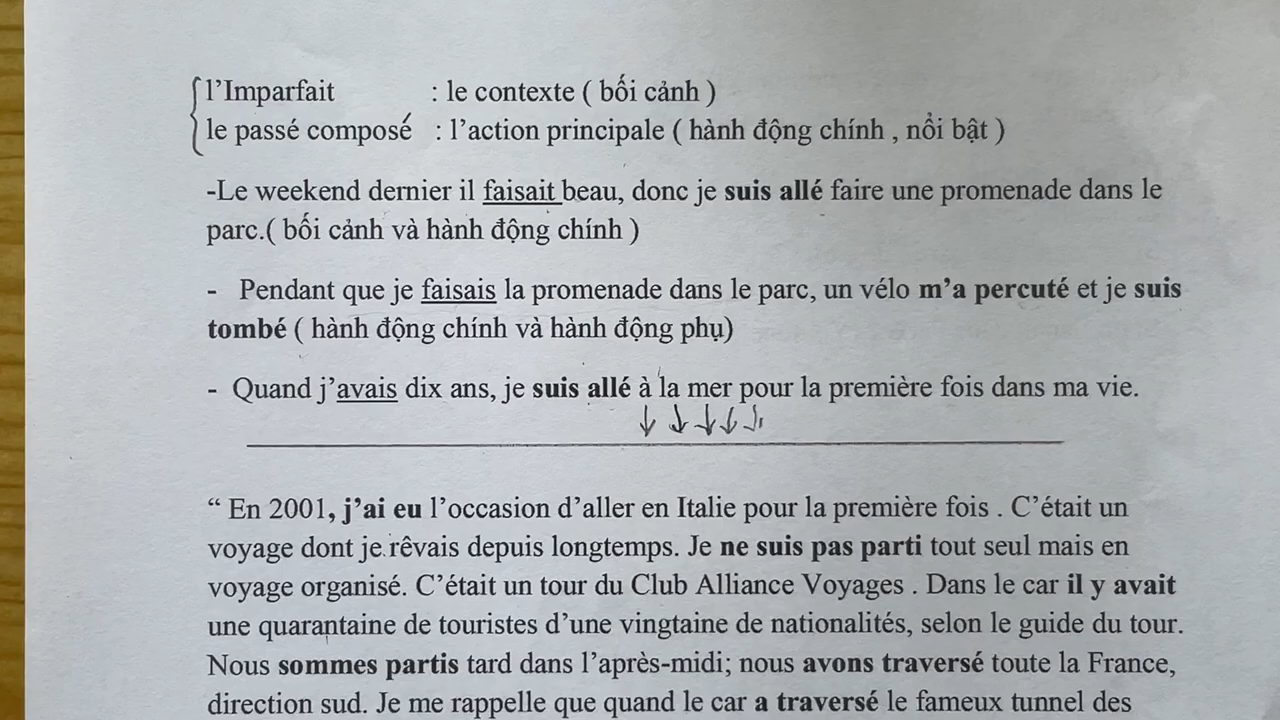 l’Imparfait : le contexte ( bối cảnh )
le passé composé : l’action principale ( hành động chính , nổi bật )
-Le weekend dernier il faisait beau, donc je suis allé faire une promenade dans le
parc.( bối cảnh và hành động chính )
- Pendant que je faisais la promenade dans le parc, un vélo m’a percuté et je suis
tombé ( hành động chính và hành động phụ)
- Quand j’avais dix ans, je suis allé à la mer pour la première fois dans ma vie.
“ En 2001, j’ai eu l’occasion d’aller en Italie pour la première fois . C’était un
voyage dont je rêvais depuis longtemps. Je ne suis pas parti tout seul mais en
voyage organisé. C’était un tour du Club Alliance Voyages . Dans le car il y avait
une quarantaine de touristes d’une vingtaine de nationalités, selon le guide du tour.
Nous sommes partis tard dans l’après-midi; nous avons traversé toute la France,
direction sud. Je me rappelle que quand le car a traversé le fameux tunnel des